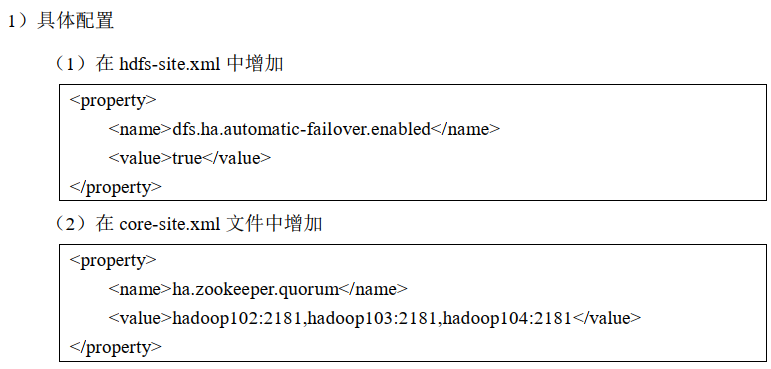 1）具体配置
（1）在 hdfs-site.xml 中增加
<property>
<name>dfs.ha.automatic-failover.enabled</name>
<value>true</value>
</property>
（2）在 core-site.xml 文件中增加
<property>
<name>ha.zookeeper.quorum</name>
<value>hadoop102:2181,hadoop103:2181,hadoop104:2181</value>
</property>